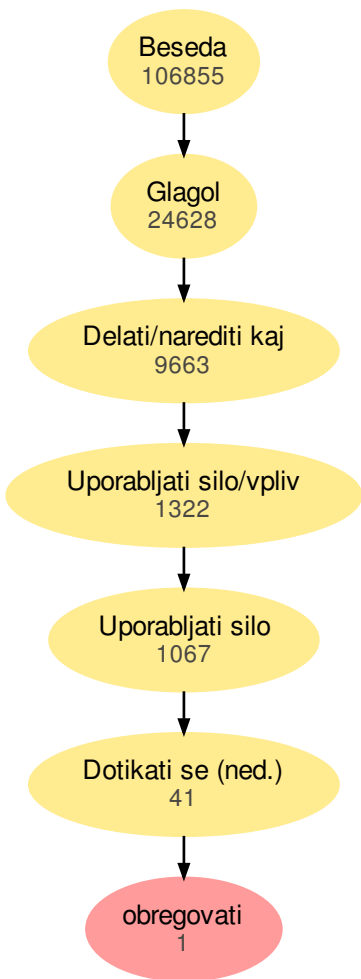 Beseda
106855
Glagol
24628
Delati/narediti kaj
9663
Uporabljati silo/vpliv
1322
Uporabljati silo
1067
Dotikati se (ned.)
41
obregovati
1